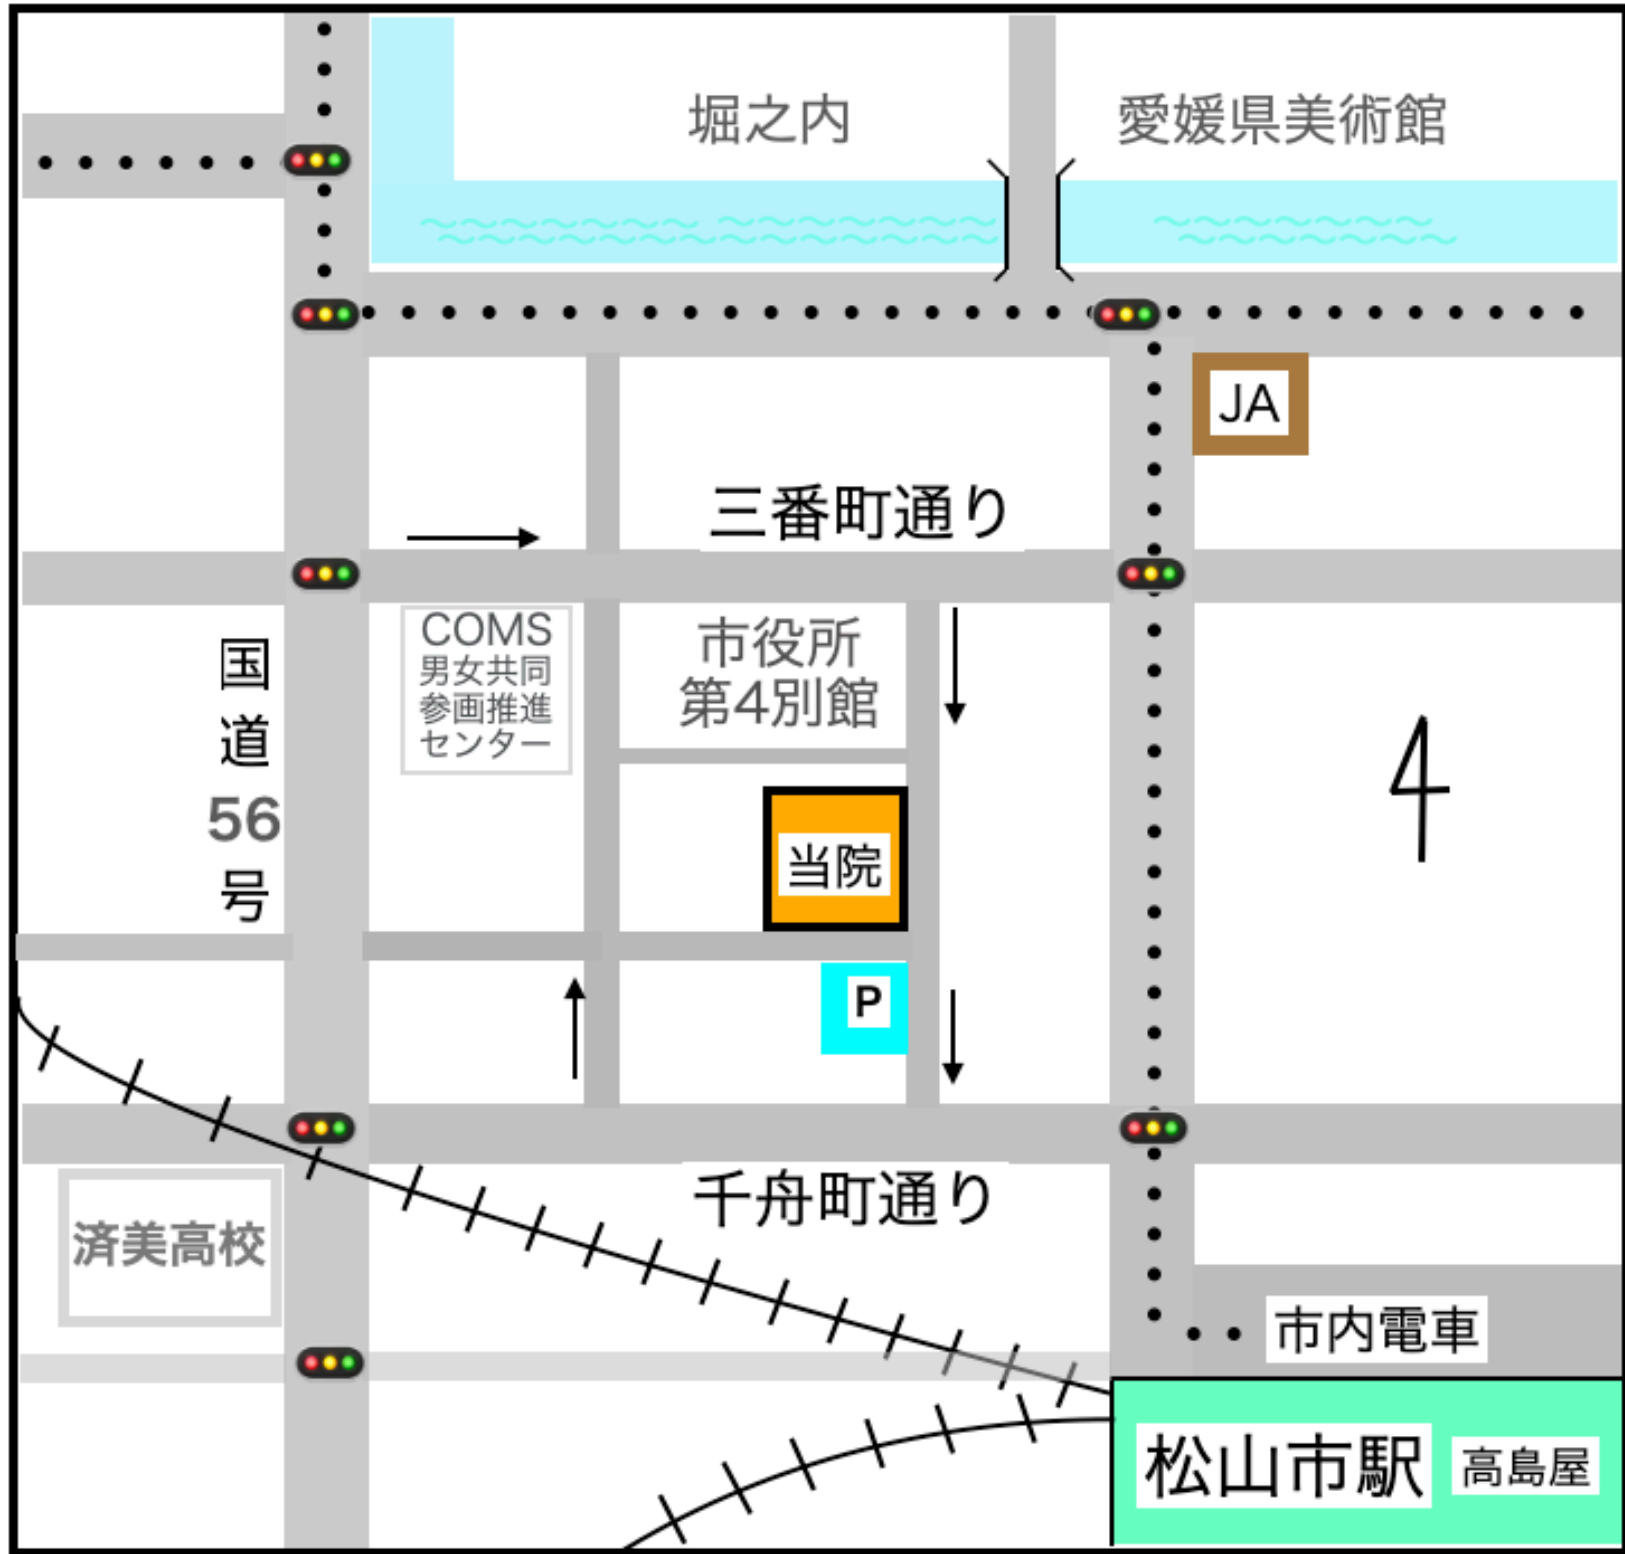 堀之内
愛媛県美術館
JA
三番町通り
COMS
男女共同
参画推進
センター
市役所
第4別館
国
道
56
号
当院
P
千舟町通り
済美高校
市内電車
松山市駅
高島屋